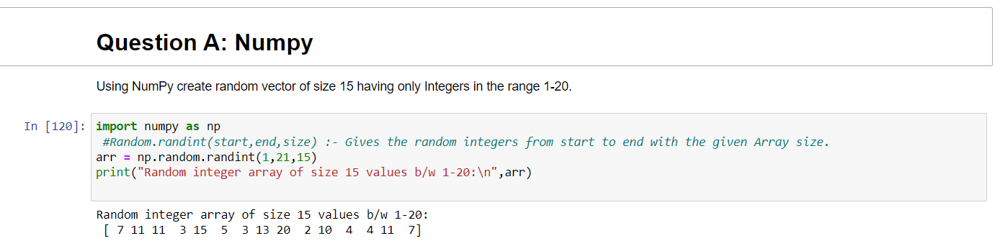 Question A: Numpy
Using NumPy create random vector of size 15 having only Integers in the range 1-20.
In [120]: import numpy as np
#Random.randint(start,end,size) :- Gives the random integers from start to end with the given Array size.
arr = np.random.randint(1,21,15)
print("Random integer array of size 15 values b/w 1-20:\n",arr)
Random integer array of size 15 values b/w 1-20:
[ 7 11 11  3 15  5  3 13 20  2 10  4  4 11  7]